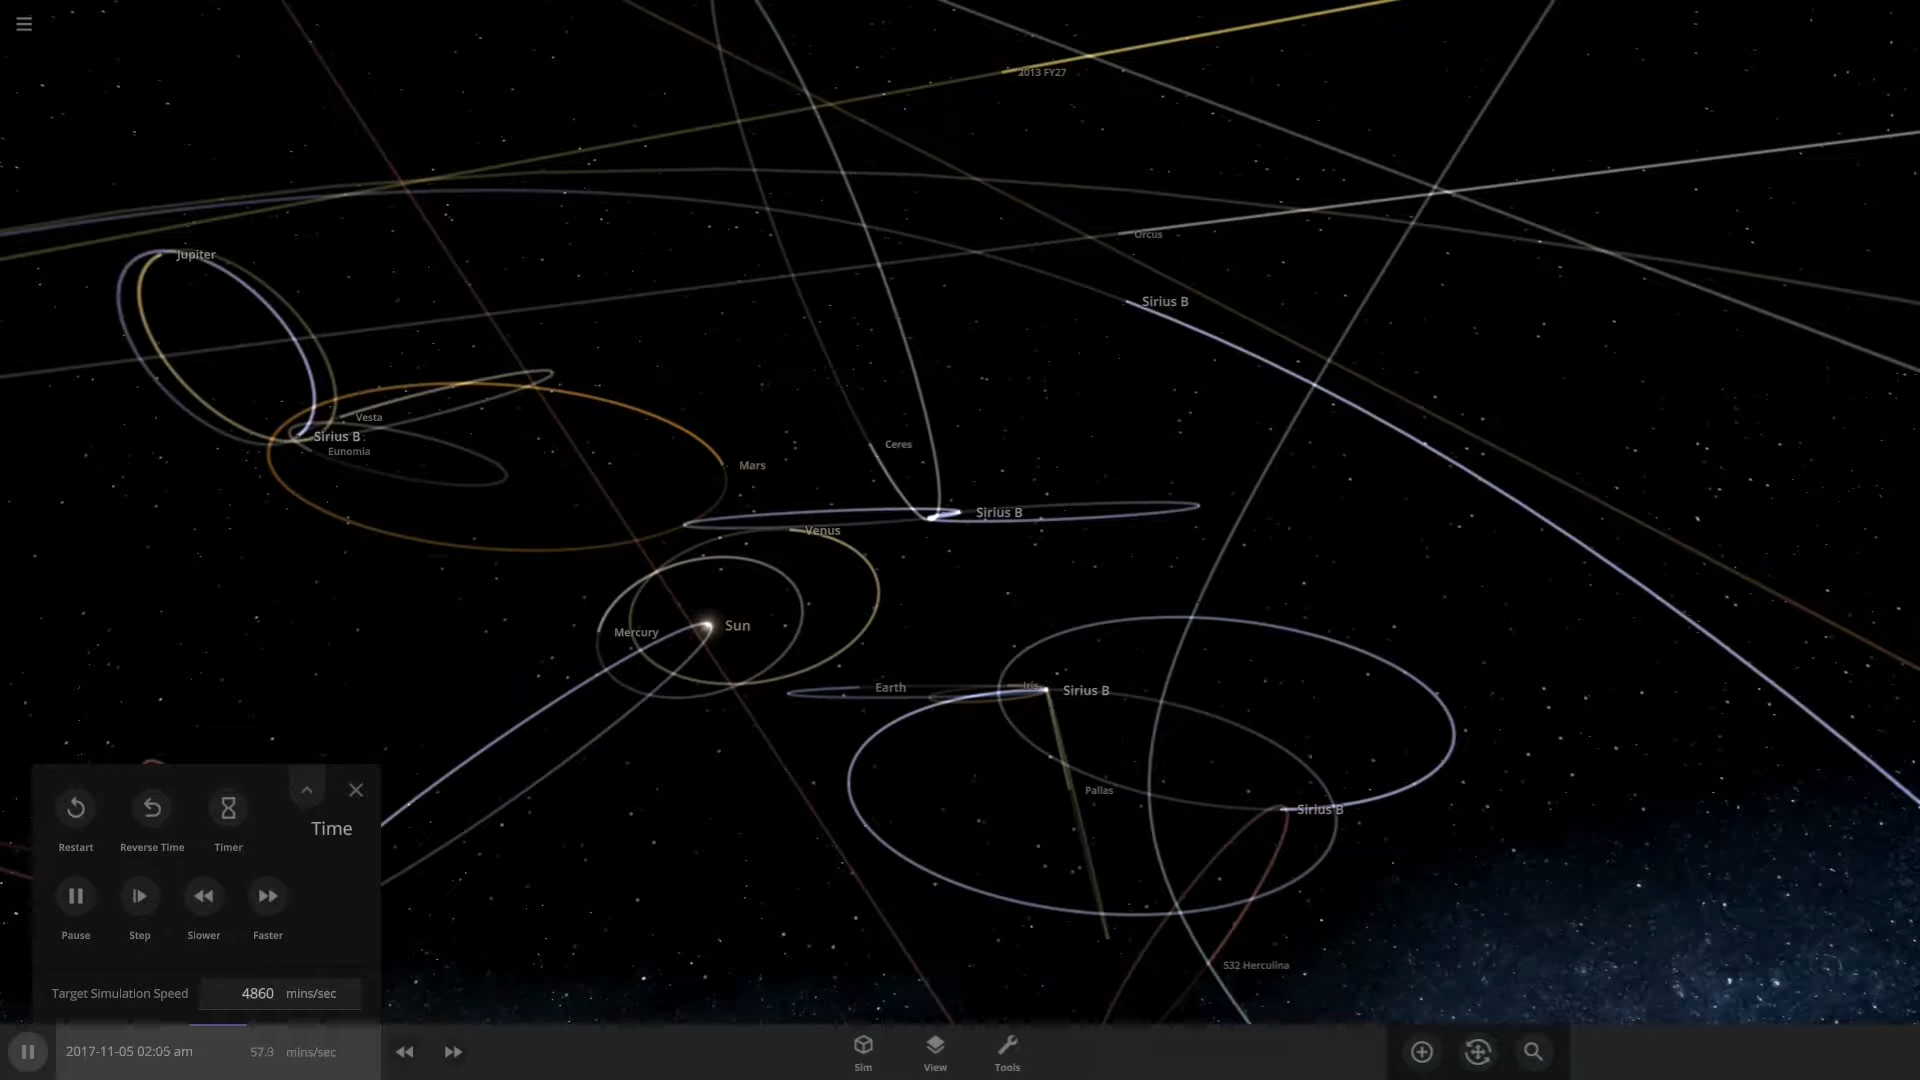 2013 FY27
Orcus
Jupiter
Sirius B
Vesta
Sirius B
Eunomia
Ceres
Mars
Sirius B
Venus
Sun
Mercury
Earth
Iris
Sirius B
Pallas
Sirius B
532 Herculina
Time
Restart
Reverse Time
Timer
Pause
Step
Slower
Faster
Target Simulation Speed 4860 mins/sec
2017-11-05 02:05 am 57.3 mins/sec
Sim
View
Tools